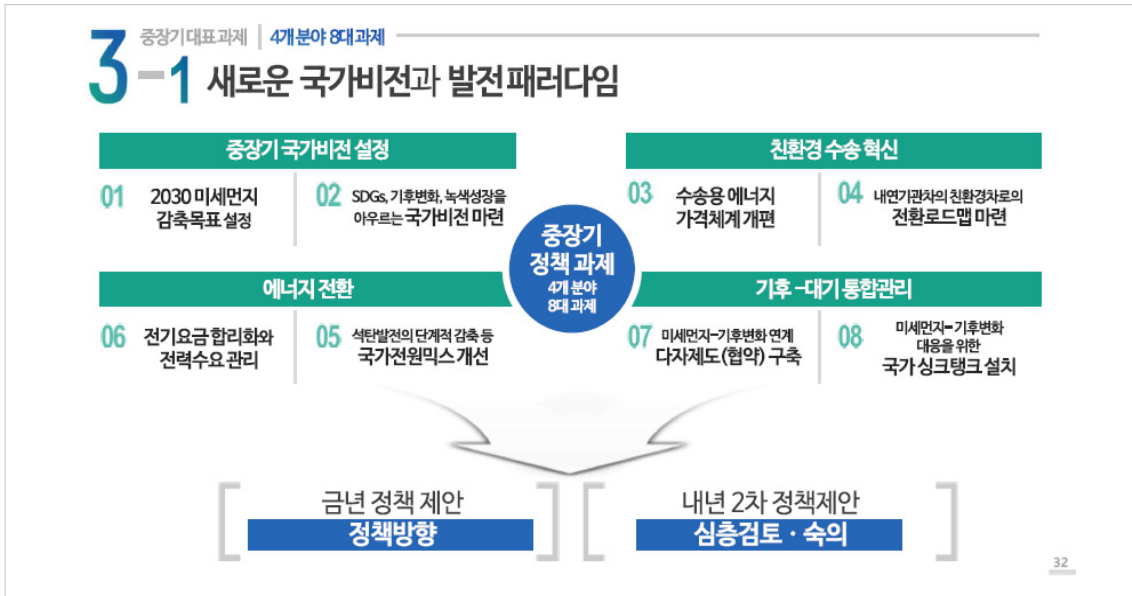 3-1
중장기 대표 과제 | 4개 분야 8대 과제
새로운 국가비전과 발전 패러다임
중장기 국가비전 설정
01
2030 미세먼지
감축목표 설정
02
SDGs, 기후변화, 녹색성장을
아우르는 국가비전 마련
친환경 수송 혁신
03
수송용 에너지
가격체계 개편
04
내연기관차의 친환경차로의
전환로드맵 마련
중장기
정책 과제
4개 분야
8대 과제
에너지 전환
06
전기요금 합리화와
전력수요 관리
05
석탄발전의 단계적 감축 등
국가전원믹스 개선
기후 -대기 통합관리
07
미세먼지-기후변화 연계
다자제도(협약) 구축
08
미세먼지-기후변화
대응을 위한
국가 싱크탱크 설치
금년 정책 제안
정책방향
내년 2차 정책제안
심층검토 · 숙의
32